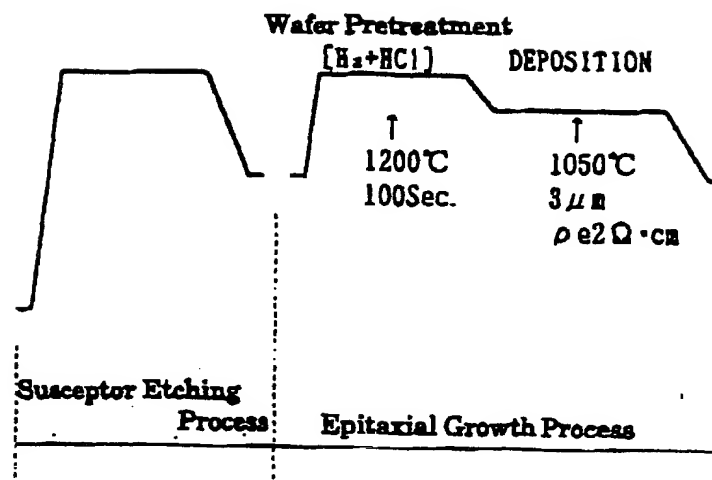 Wafer Pretreatment
[H₂+HCl]
DEPOSITION
↑
1200℃
100Sec.
↑
1050℃
3μm
ρe2Ω·cm
Susceptor Etching
Process
Epitaxial Growth Process